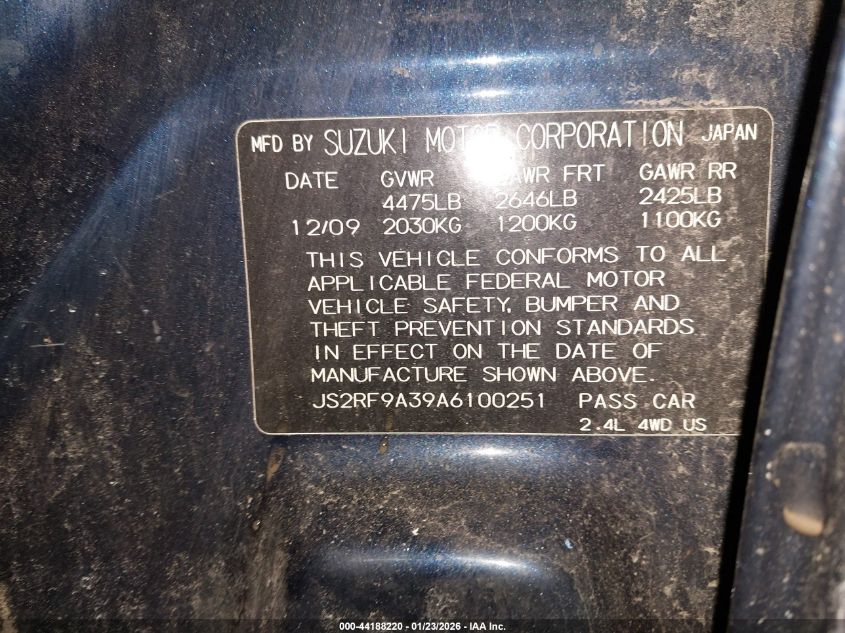 MFD BY SUZUKI MOTOR CORPORATION JAPAN
DATE GVWR GAWR FRT GAWR RR
4475LB 2646LB 2425LB
12/09 2030KG 1200KG 1100KG
THIS VEHICLE CONFORMS TO ALL
APPLICABLE FEDERAL MOTOR
VEHICLE SAFETY, BUMPER AND
THEFT PREVENTION STANDARDS
IN EFFECT ON THE DATE OF
MANUFACTURE SHOWN ABOVE.
JS2RF9A39A6100251 PASS CAR
2.4L 4WD US
000-44188220 - 01/23/2026 - IAA Inc.